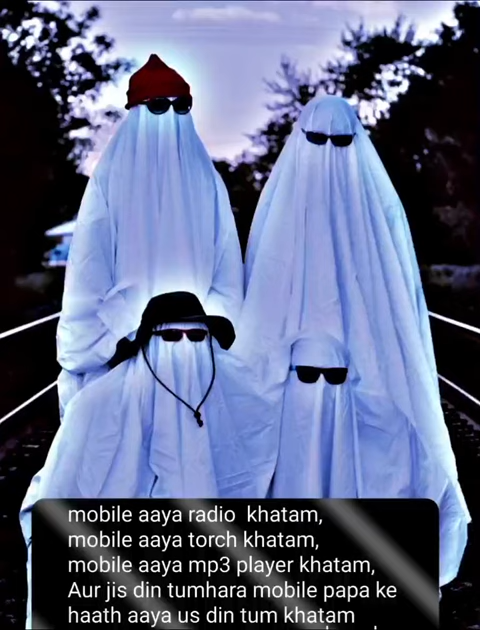 mobile aaya radio khatam,
mobile aaya torch khatam,
mobile aaya mp3 player khatam,
Aur jis din tumhara mobile papa ke
haath aaya us din tum khatam